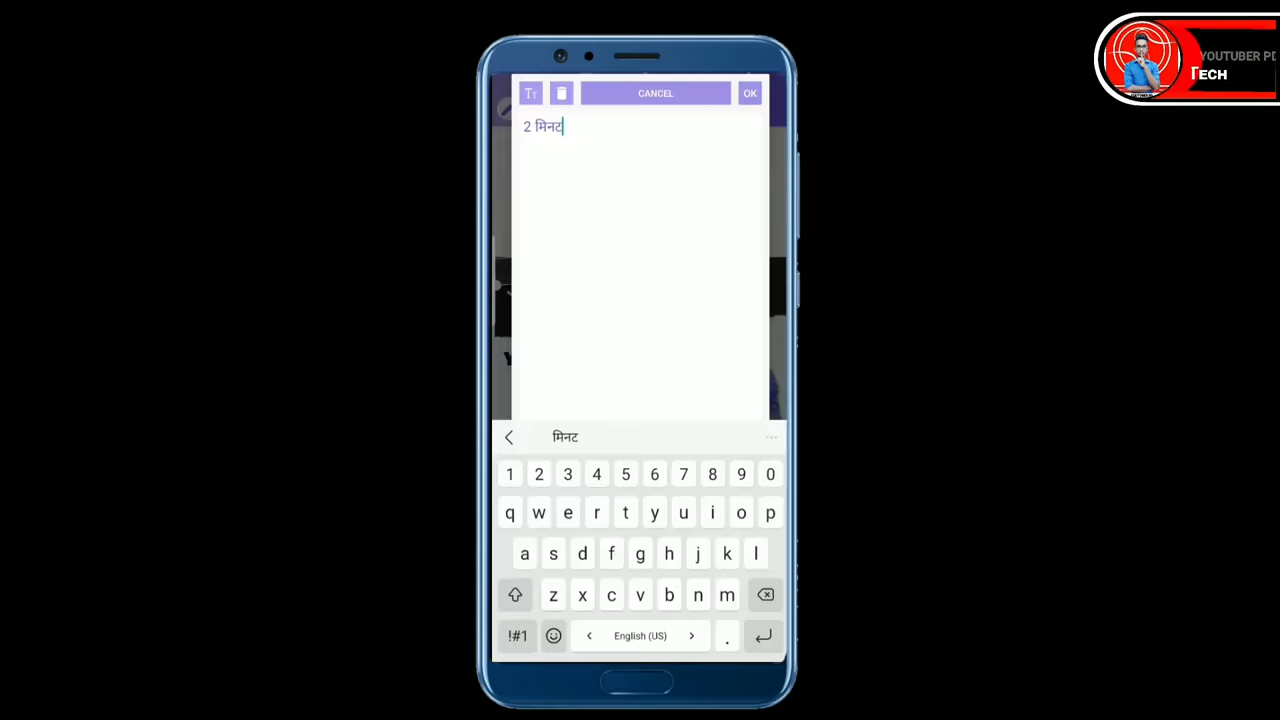 YOUTUBER
TECH
Tт CANCEL OK
2 मिनट
मिनट
1 2 3 4 5 6 7 8 9 0
q w e r t y u i o p
a s d f g h j k l
z x c v b n m
!#1 English (US) .